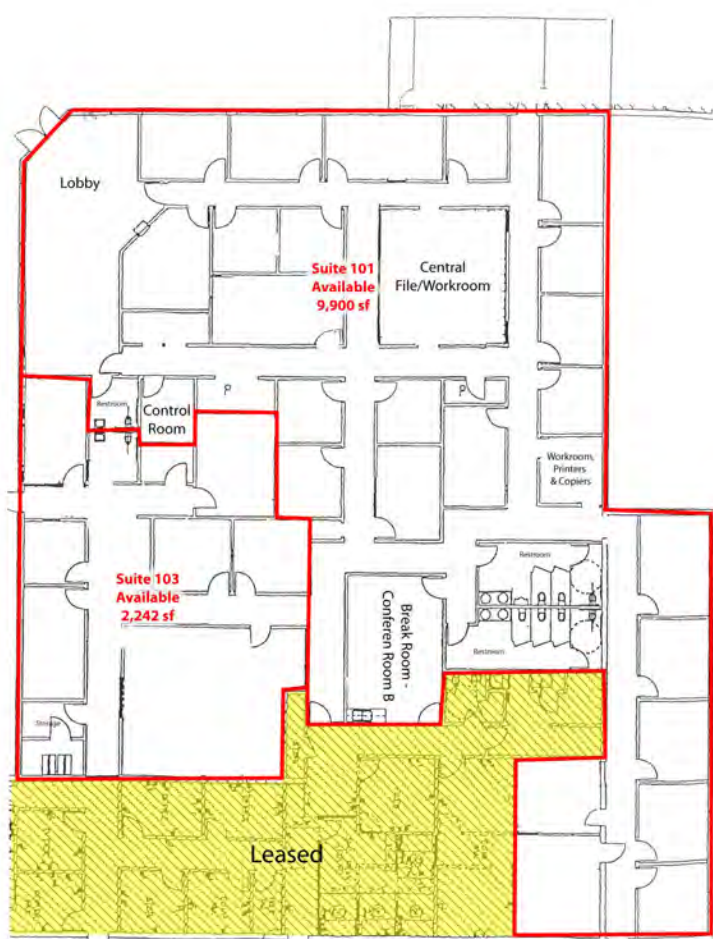 Lobby
Suite 101
Available
9,900 sf
Central
File/Workroom
Restroom
Control
Room
Workroom,
Printers
& Copiers
Suite 103
Available
2,242 sf
Restroom
Break Room -
Conferen Room B
Restroom
Storage
Leased